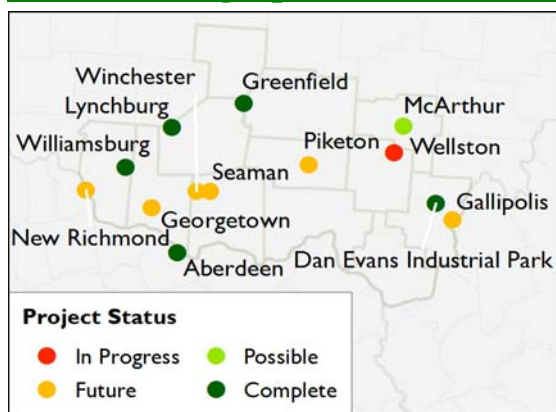 Winchester
Greenfield
Lynchburg
McArthur
Williamsburg
Piketon
Wellston
Seaman
Gallipolis
Georgetown
New Richmond
Dan Evans Industrial Park
Aberdeen
Project Status
In Progress
Possible
Future
Complete